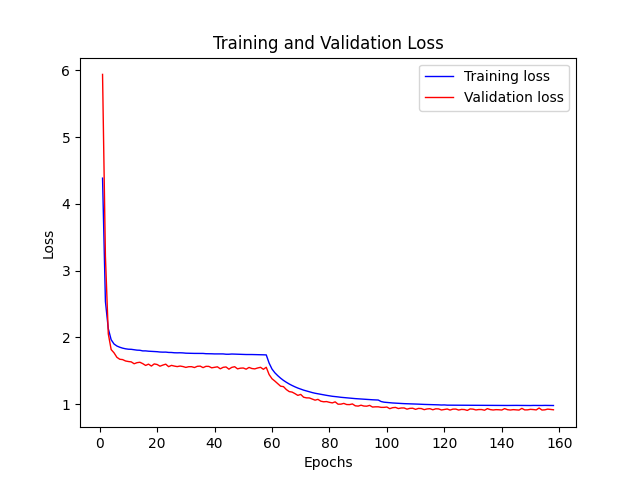 Training and Validation Loss
Training loss
Validation loss
Loss
6
5
4
3
2
1
0 20 40 60 80 100 120 140 160
Epochs